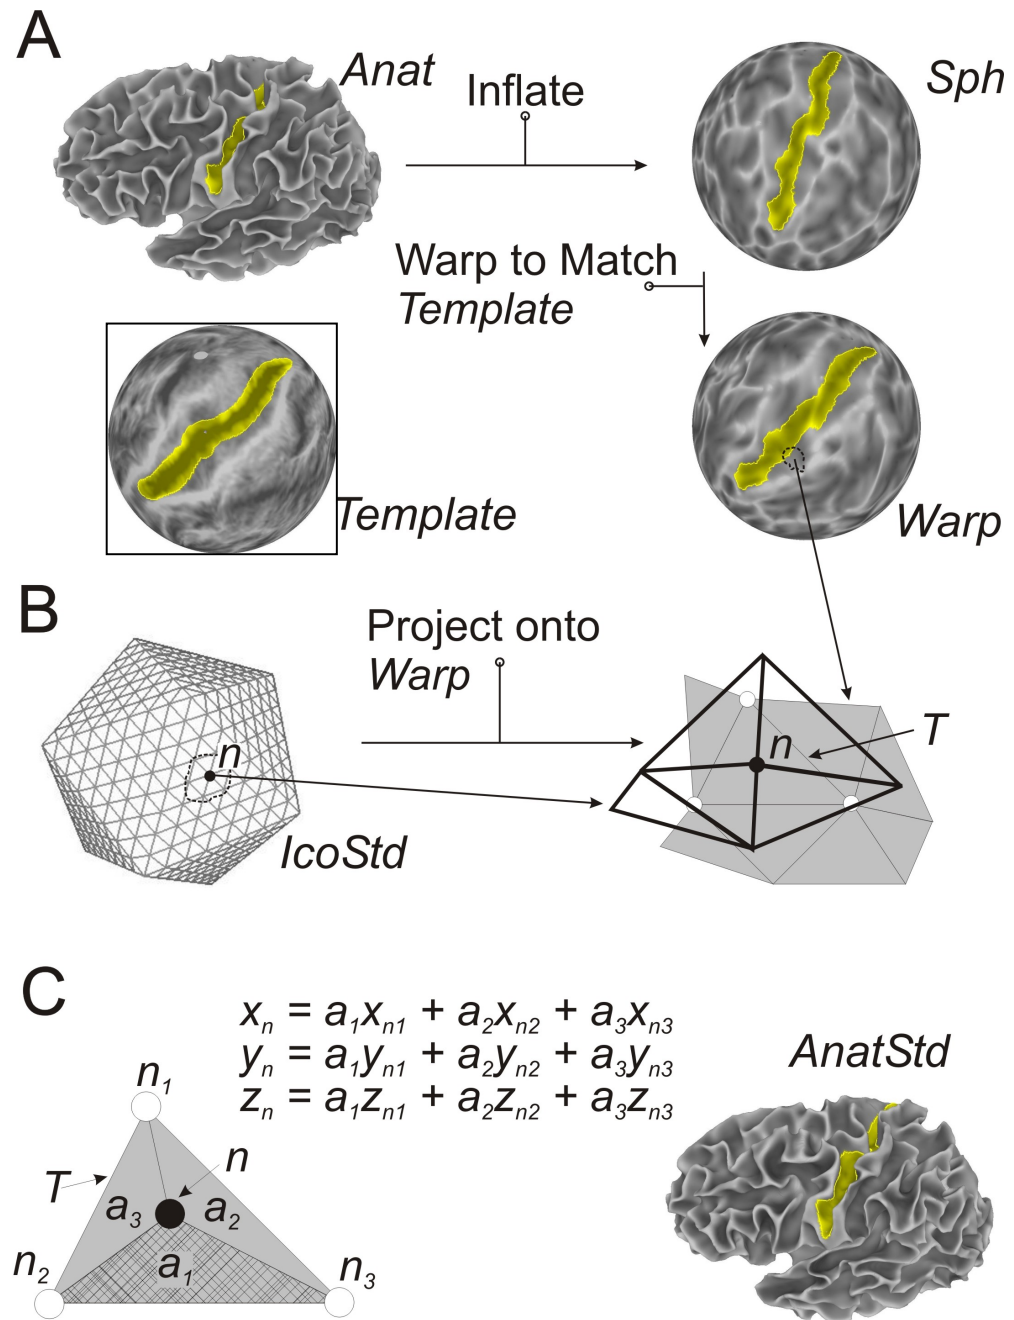 A
Anat
Inflate
Sph
Warp to Match
Template
Template
Warp
B
Project onto
Warp
n
IcoStd
n
T
C
xₙ = a₁xₙ₁ + a₂xₙ₂ + a₃xₙ₃
yₙ = a₁yₙ₁ + a₂yₙ₂ + a₃yₙ₃
zₙ = a₁zₙ₁ + a₂zₙ₂ + a₃zₙ₃
AnatStd
n₁
n
T
a₃
a₂
a₁
n₂
n₃